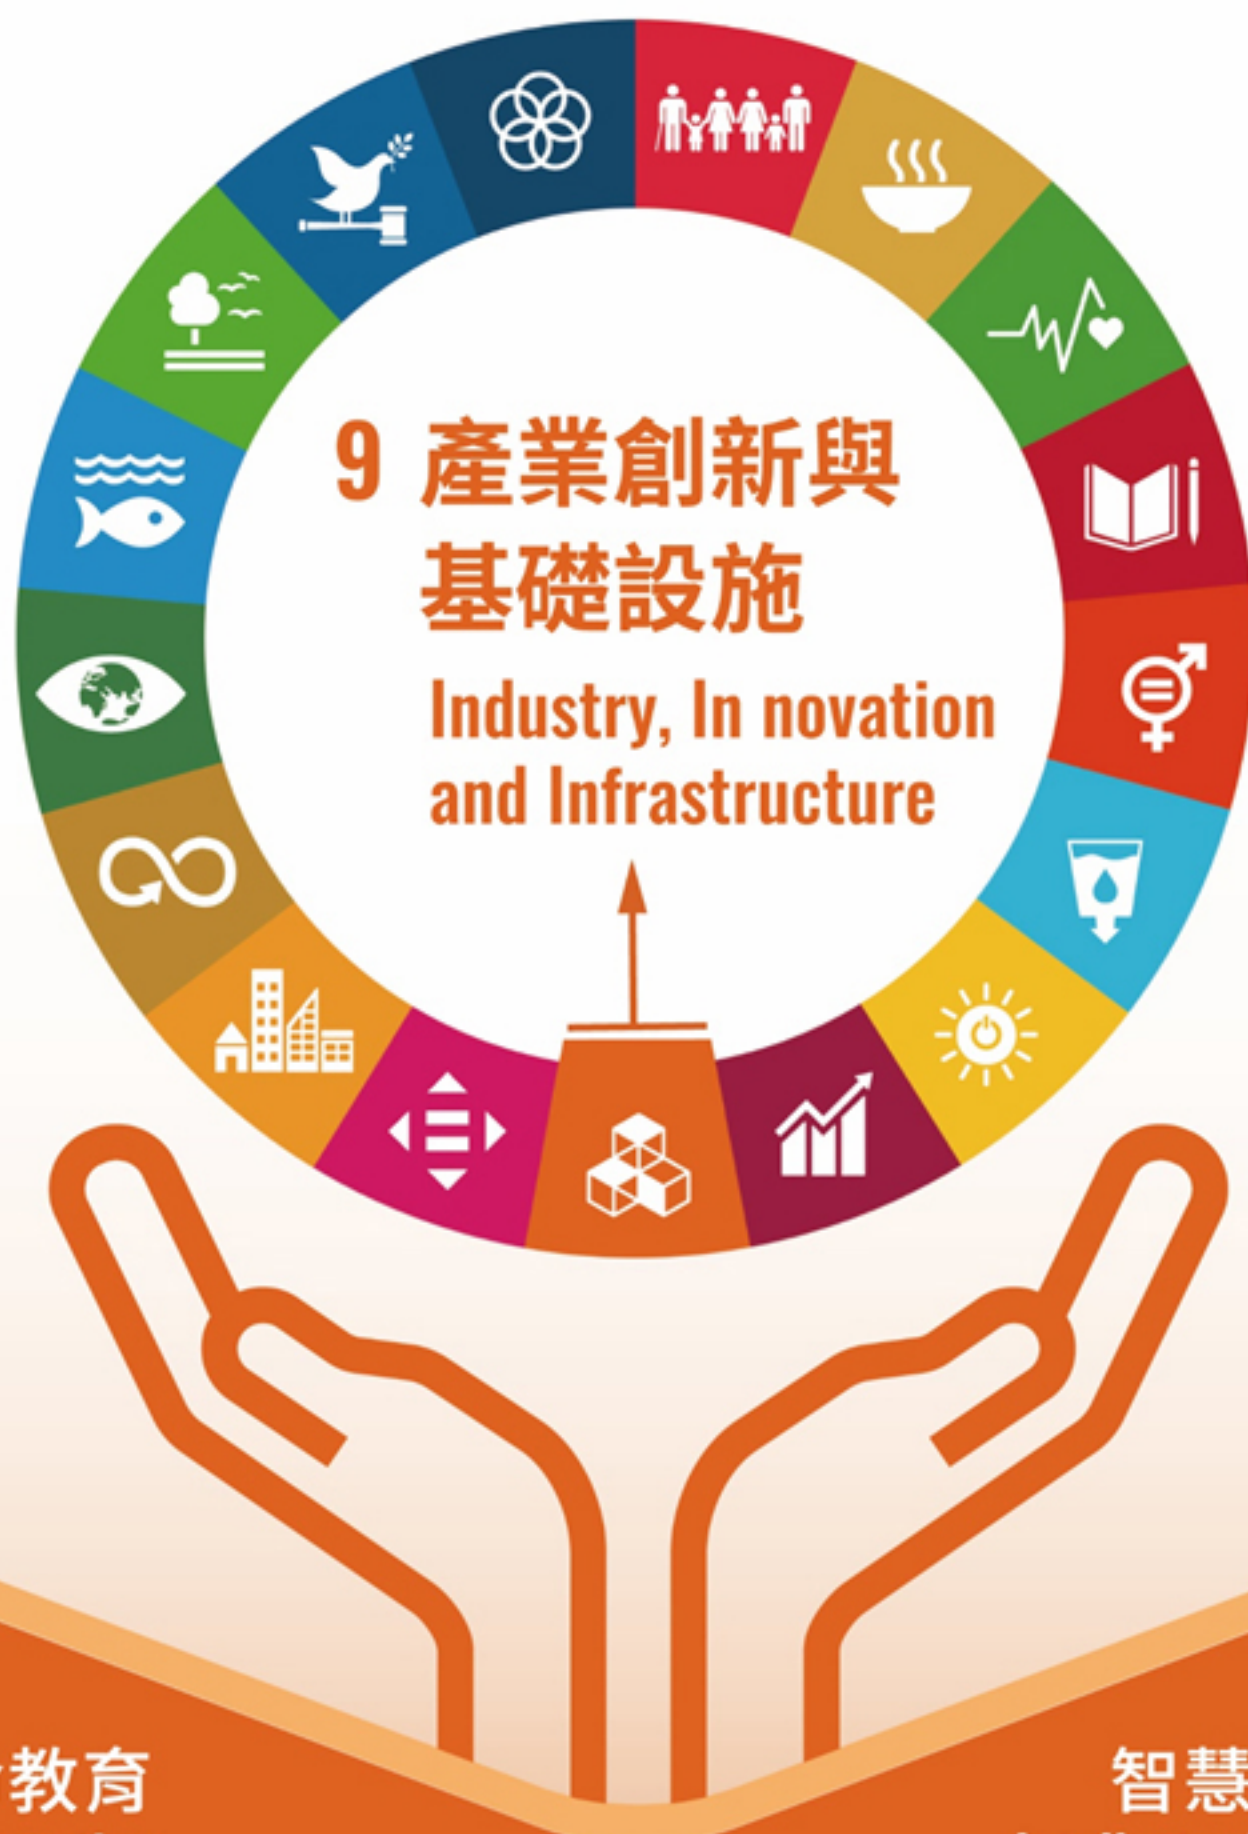 9 產業創新與
基礎設施
Industry, In novation
and Infrastructure
教育
智慧